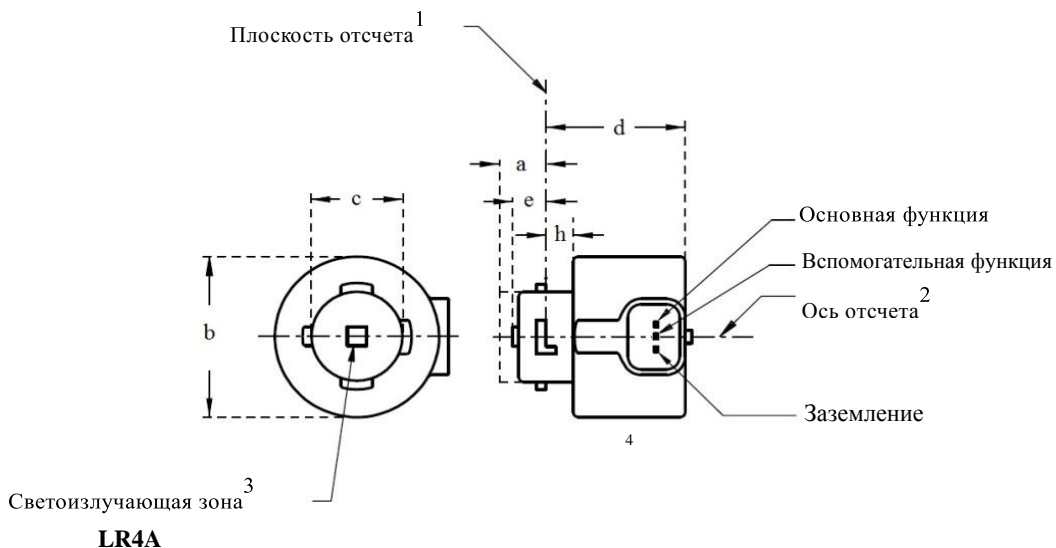 Плоскость отсчета1
d
a
c
e
h
Основная функция
Вспомогательная функция
b
Ось отсчета2
Заземление
4
Светоизлучающая зона3
LR4A